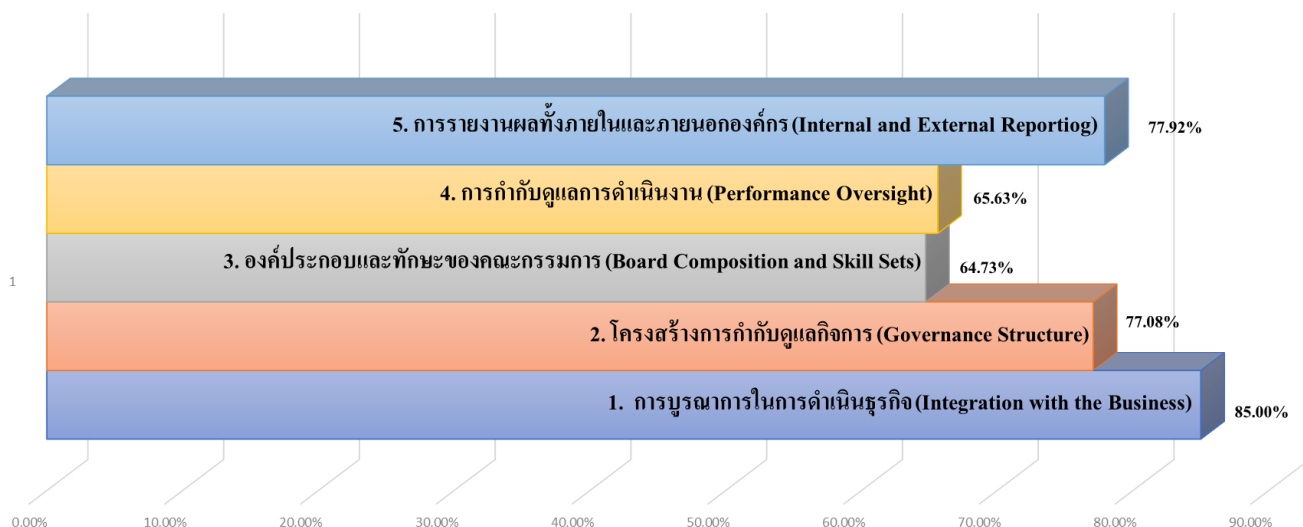 5. การรายงานผลทั้งภายในและภายนอกองค์กร (Internal and External Reportiog)
77.92%
4. การกำกับดูแลการดำเนินงาน (Performance Oversight)
65.63%
3. องค์ประกอบและทักษะของคณะกรรมการ (Board Composition and Skill Sets)
64.73%
1
2. โครงสร้างการกำกับดูแลกิจการ (Governance Structure)
77.08%
1. การบูรณาการในการดำเนินธุรกิจ (Integration with the Business)
85.00%
0.00% 10.00% 20.00% 30.00% 40.00% 50.00% 60.00% 70.00% 80.00% 90.00%